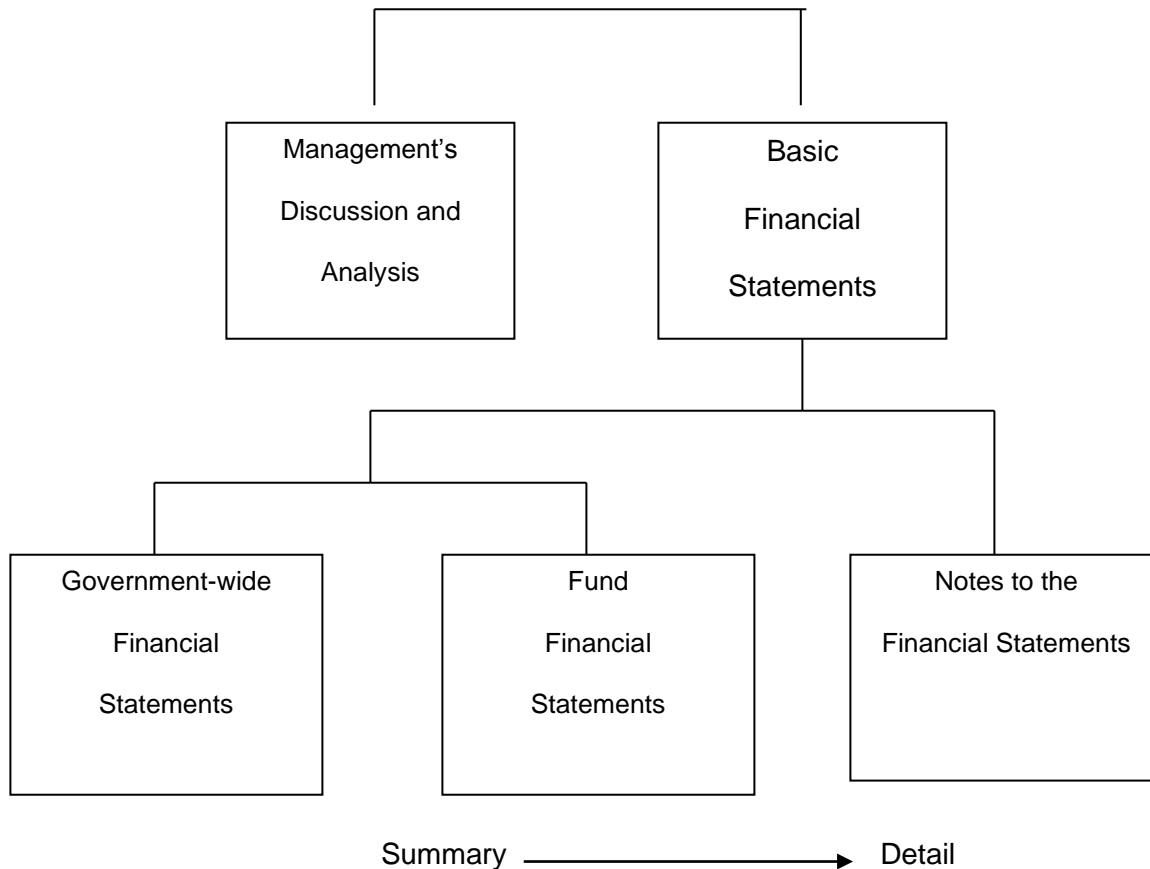 Management’s
Discussion and
Analysis
Basic
Financial
Statements
Government-wide
Financial
Statements
Fund
Financial
Statements
Notes to the
Financial Statements
Summary
Detail